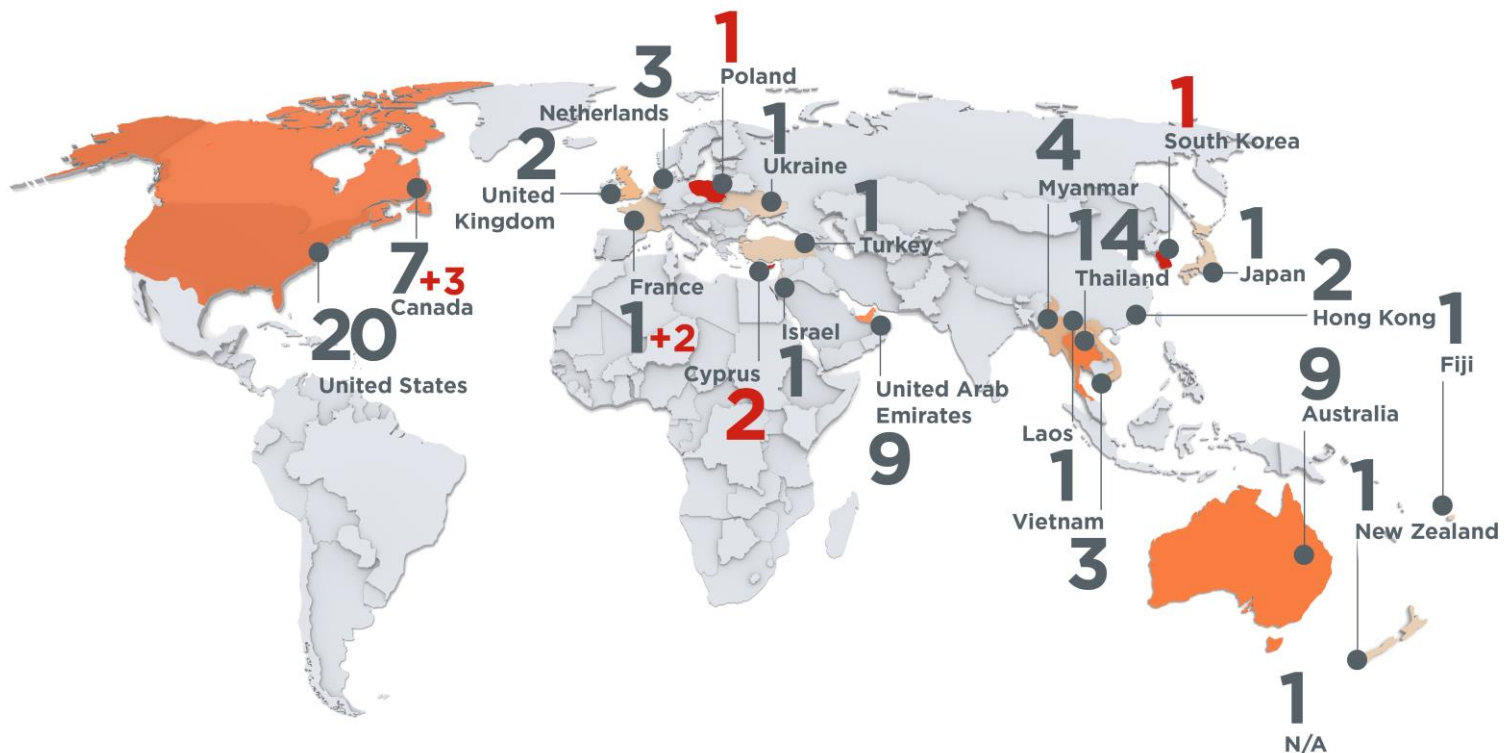 1
Poland
3
Netherlands
1
Ukraine
2
United
Kingdom
1
Turkey
4
Myanmar
1
South Korea
14
Thailand
1
Japan
2
Hong Kong
1
Fiji
7+3
Canada
20
United States
France
1+2
Cyprus
2
Israel
1
United Arab
Emirates
9
Laos
1
Vietnam
3
9
Australia
1
New Zealand
1
N/A